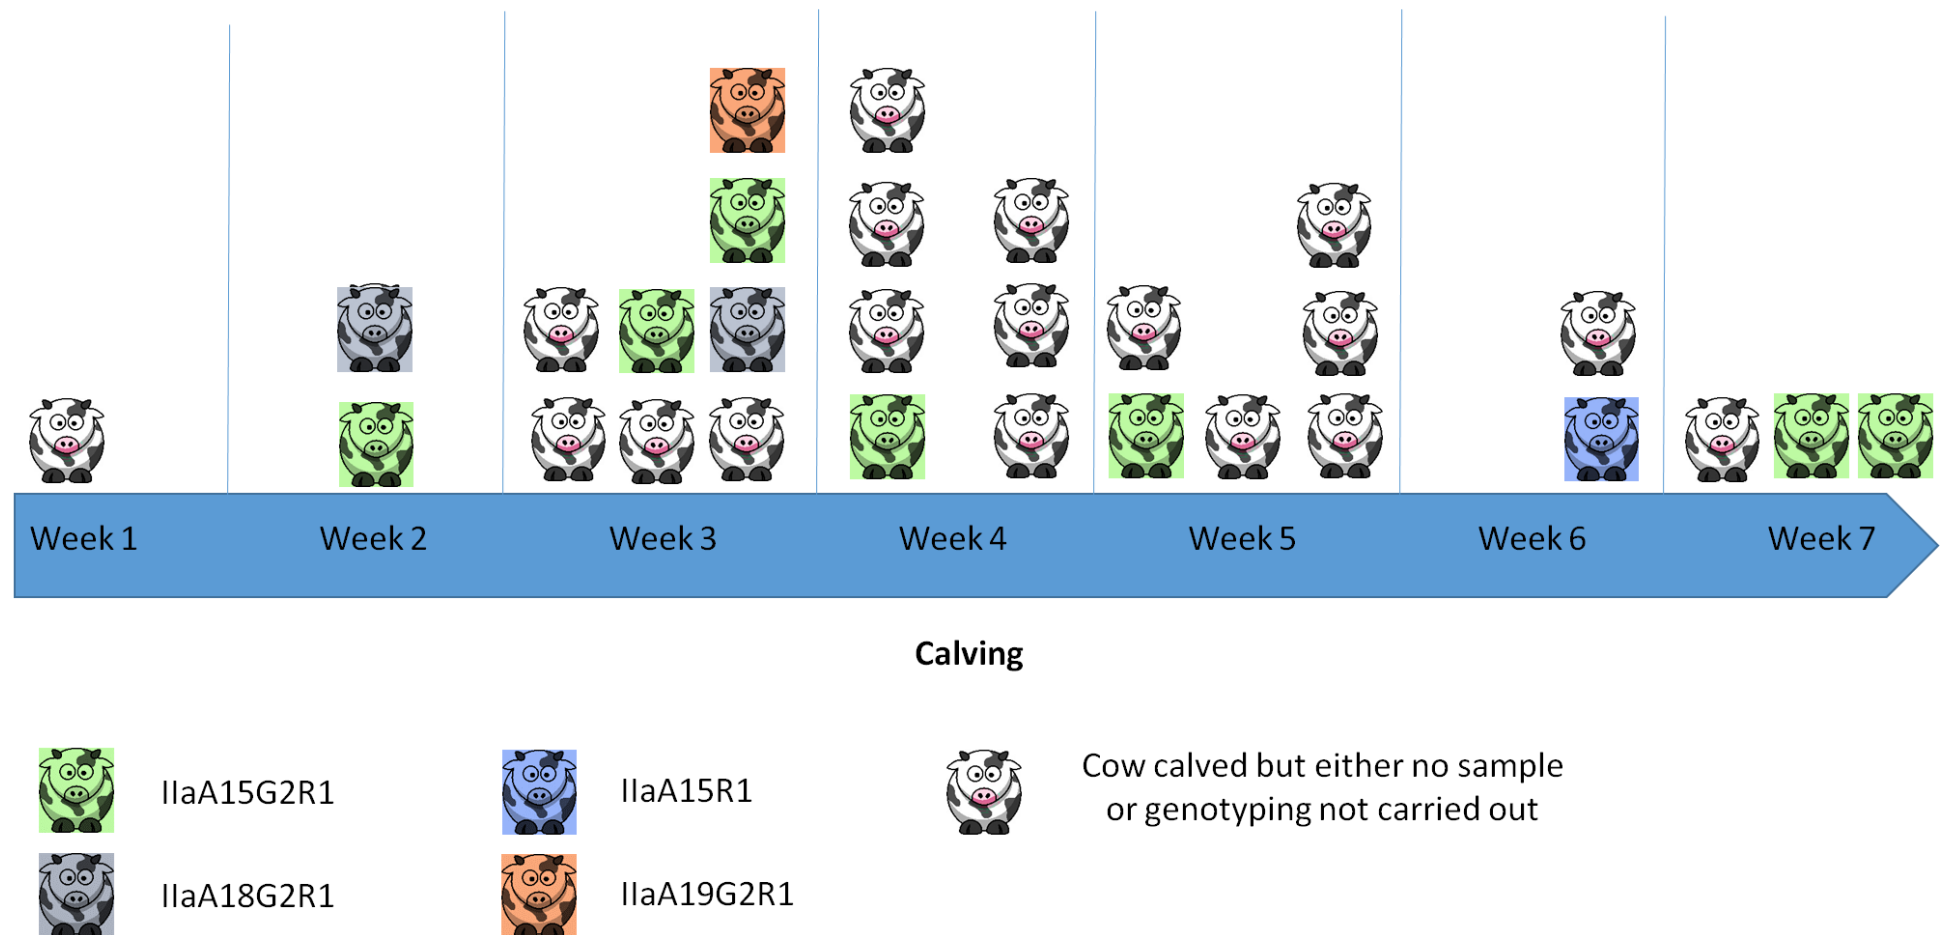 Week 1
Week 2
Week 3
Week 4
Week 5
Week 6
Week 7
Calving
IIaA15G2R1
IIaA15R1
Cow calved but either no sample
or genotyping not carried out
IIaA18G2R1
IIaA19G2R1